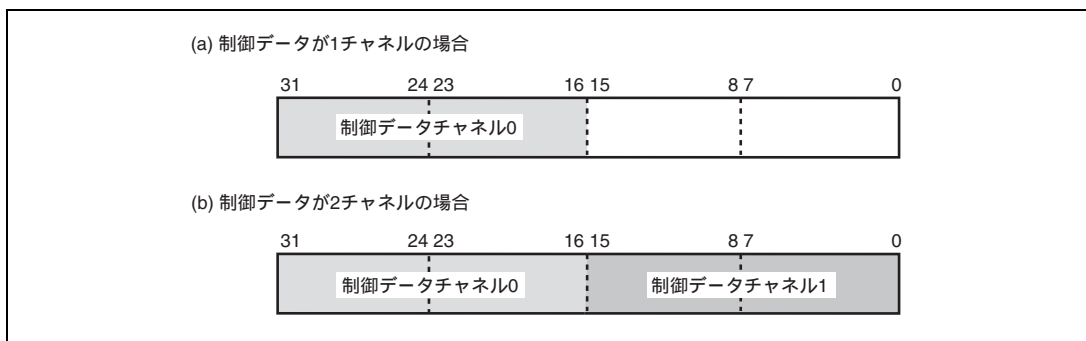 (a) 制御データが1チャネルの場合
31 24 23 16 15 8 7 0
制御データチャネル0
(b) 制御データが2チャネルの場合
31 24 23 16 15 8 7 0
制御データチャネル0 制御データチャネル1